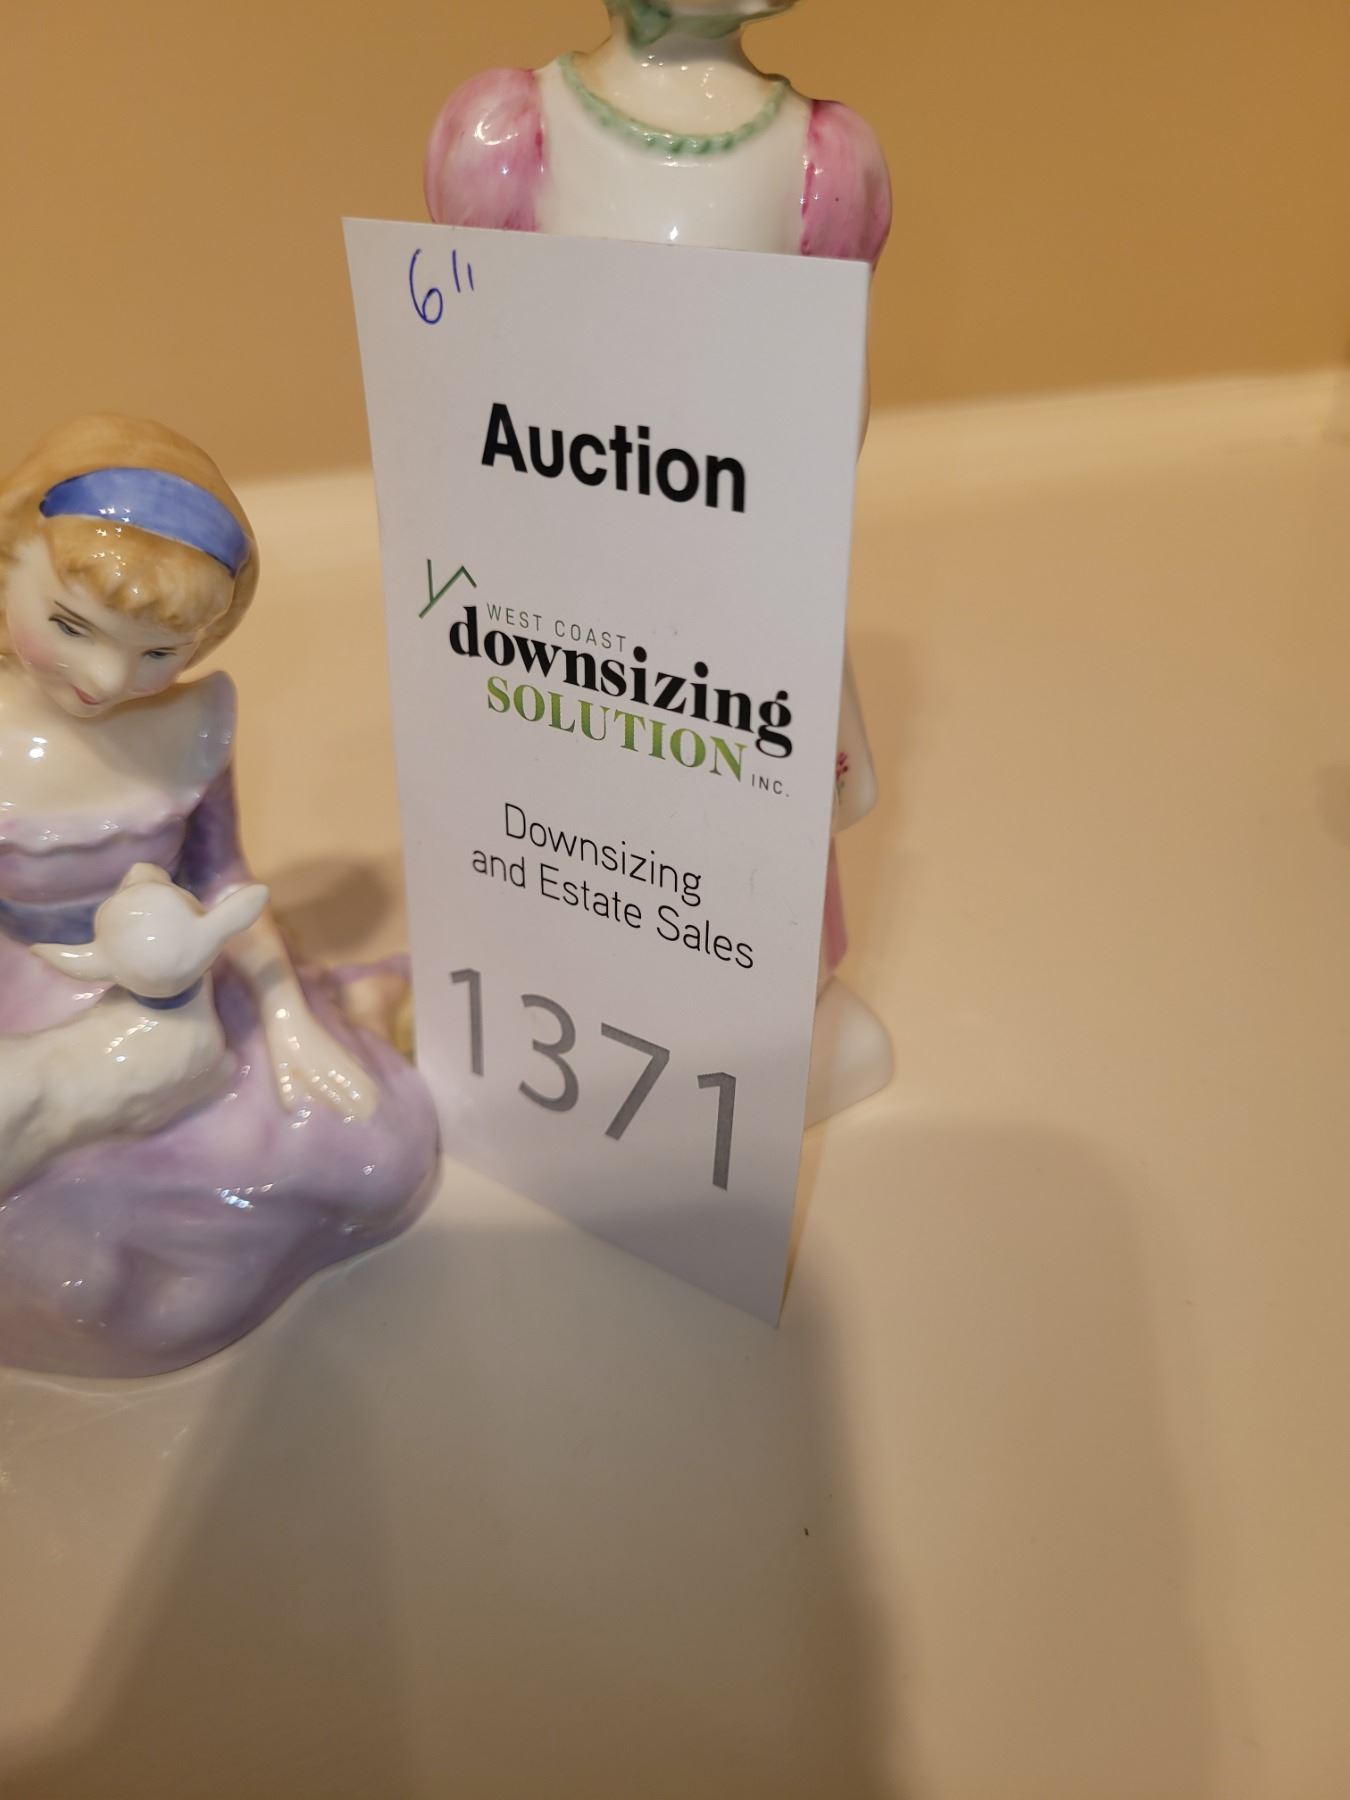 6"
Auction
WEST COAST
downsizing
SOLUTION INC.
Downsizing
and Estate Sales
1371